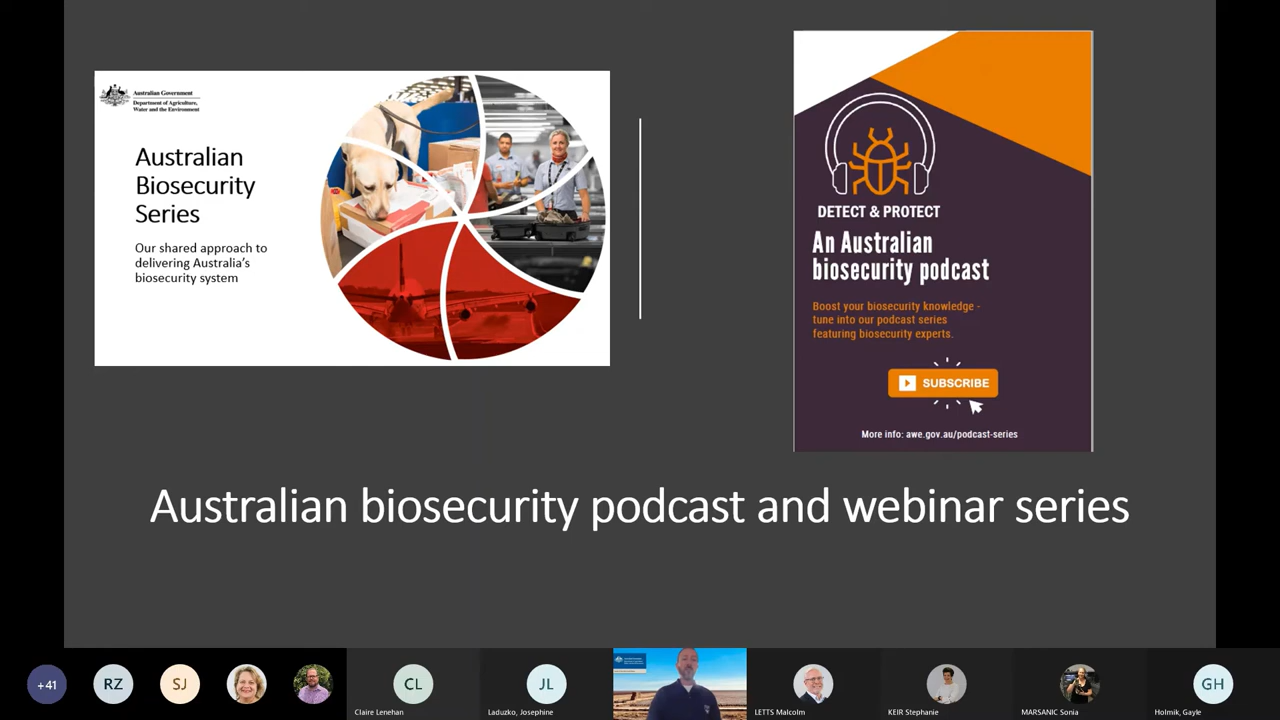 Australian Government
Department of Agriculture,
Water and the Environment
Australian
Biosecurity
Series
Our shared approach to
delivering Australia's
biosecurity system
DETECT & PROTECT
An Australian
biosecurity podcast
Boost your biosecurity knowledge -
tune into our podcast series
featuring biosecurity experts.
SUBSCRIBE
More info: awe.gov.au/podcast-series
Australian biosecurity podcast and webinar series
+41
RZ
SJ
CL
Claire Lenehan
JL
Laduzko, Josephine
LETTS Malcolm
KEIR Stephanie
MARSANIC Sonia
GH
Holmik, Gayle